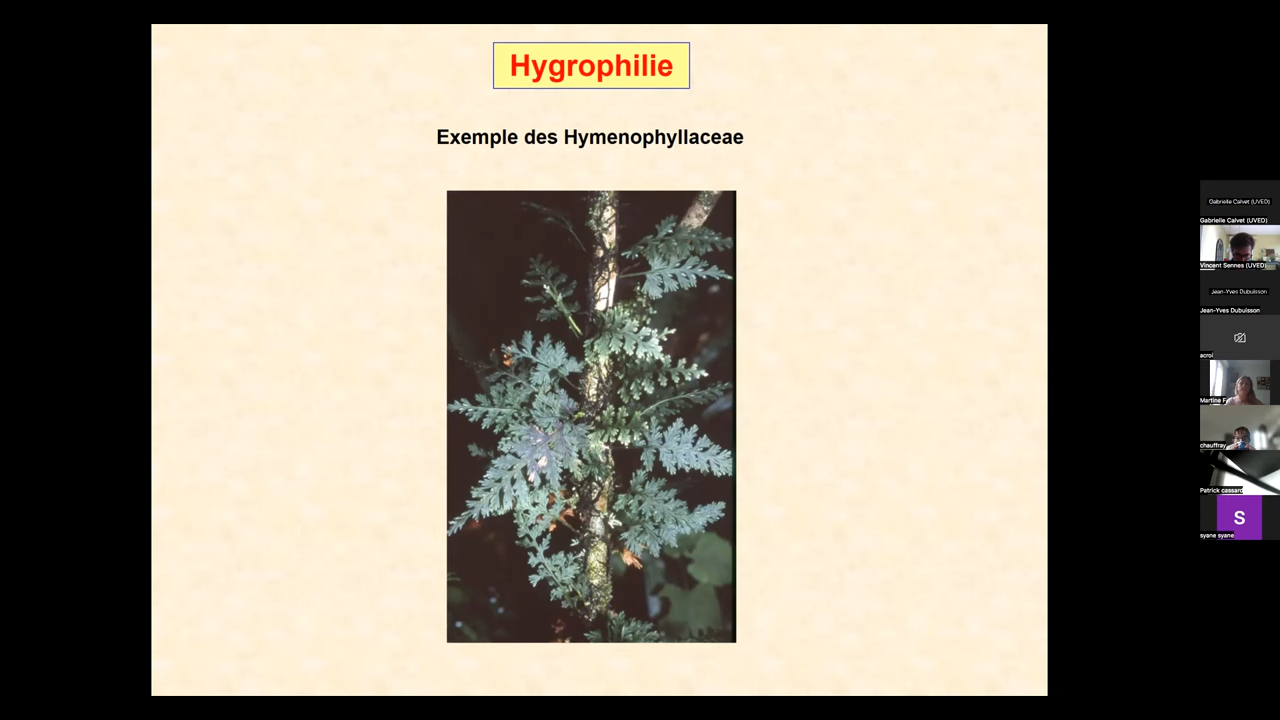 Hygrophilie
Exemple des Hymenophyllaceae
Gabrielle Calvet (UVED)
Gabrielle Calvet (UVED)
Vincent Sennes (UVED)
Jean-Yves Dubuisson
Jean-Yves Dubuisson
acroi
Martine F
chauffray
Patrick cassard
S
syane syane